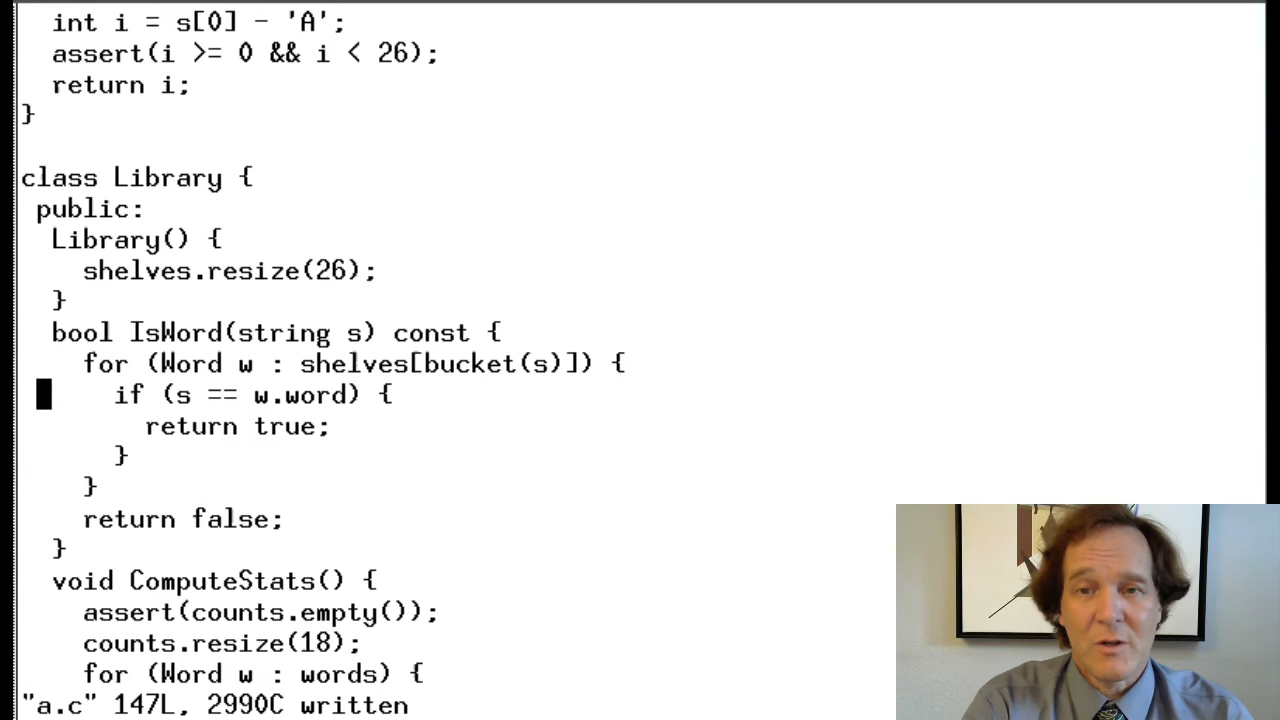 int i = s[0] - 'A';
assert(i >= 0 && i < 26);
return i;
}
class Library {
public:
Library() {
shelves.resize(26);
}
bool IsWord(string s) const {
for (Word w : shelves[bucket(s)]) {
if (s == w.word) {
return true;
}
}
return false;
}
void ComputeStats() {
assert(counts.empty());
counts.resize(18);
for (Word w : words) {
"a.c" 147L, 2990C written